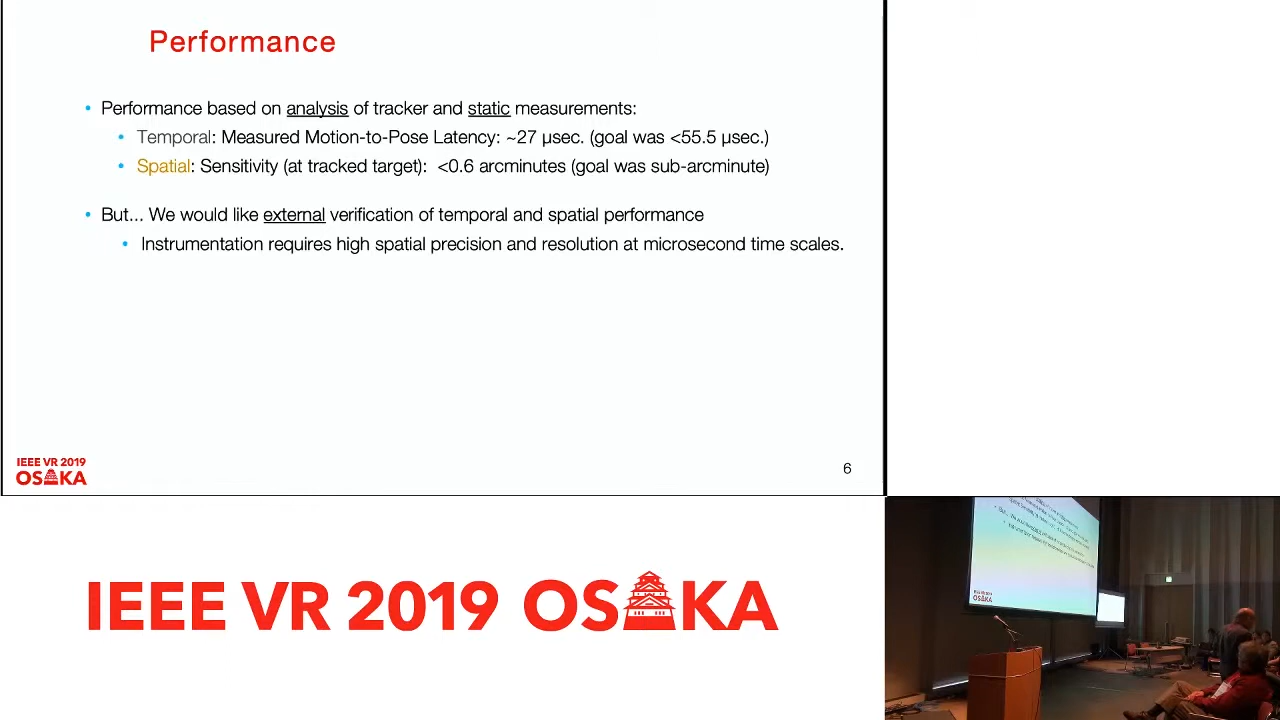 Performance
• Performance based on analysis of tracker and static measurements:
• Temporal: Measured Motion-to-Pose Latency: ~27 μsec. (goal was <55.5 μsec.)
• Spatial: Sensitivity (at tracked target):  <0.6 arcminutes (goal was sub-arcminute)
• But... We would like external verification of temporal and spatial performance
• Instrumentation requires high spatial precision and resolution at microsecond time scales.
IEEE VR 2019
OSAKA
6
IEEE VR 2019 OSAKA